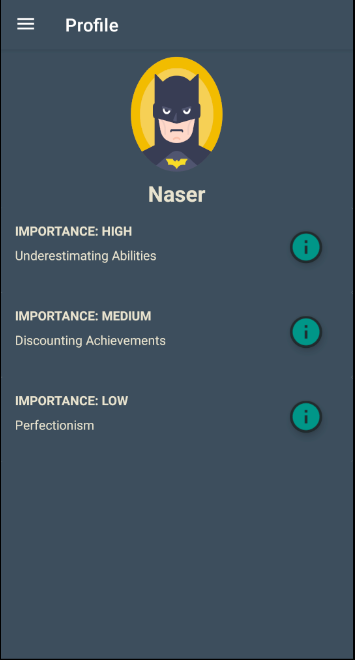 Profile
Naser
IMPORTANCE: HIGH
Underestimating Abilities
IMPORTANCE: MEDIUM
Discounting Achievements
IMPORTANCE: LOW
Perfectionism